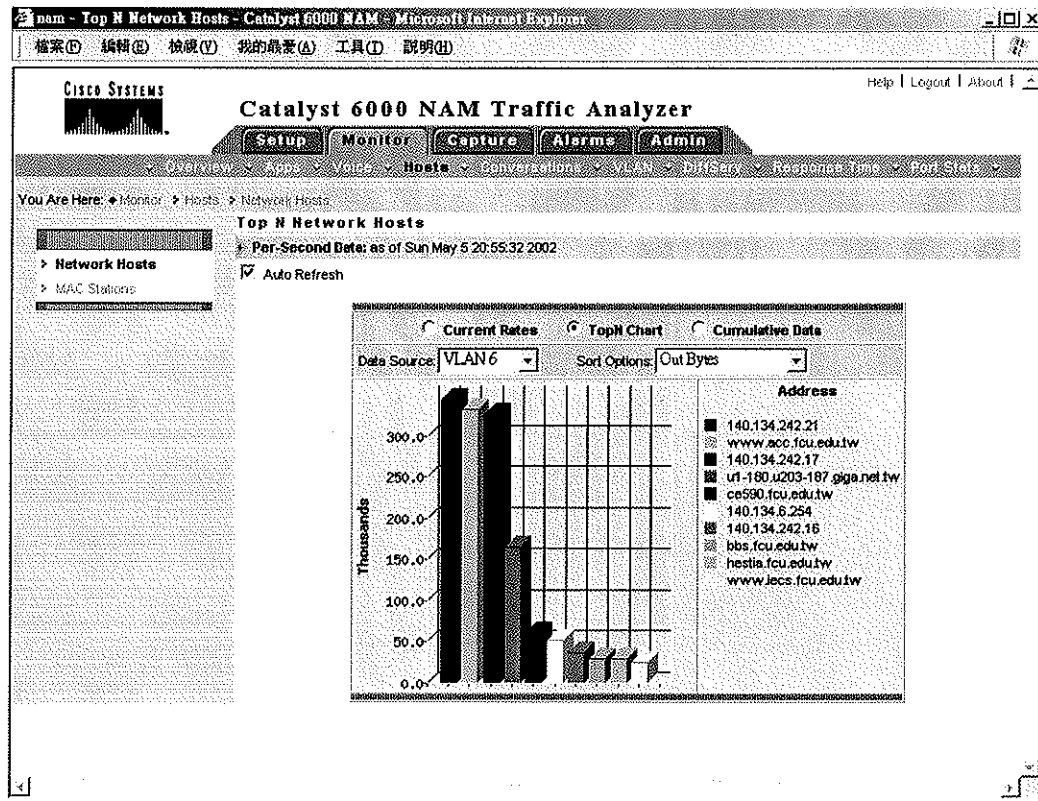 nam - Top N Network Hosts - Catalyst 6000 NAM - Microsoft Internet Explorer
檔案(F) 編輯(E) 檢視(V) 我的最愛(A) 工具(T) 說明(H)
Help | Logout | About |
CISCO SYSTEMS
Catalyst 6000 NAM Traffic Analyzer
Setup Monitor Capture Alarms Admin
Overview Apps Voice Hosts Conversations VLAN DiffServ Response Time Port Stats
You Are Here: Monitor Hosts Network Hosts
Top N Network Hosts
Per-Second Data: as of Sun May 5 20:55:32 2002
Network Hosts
MAC Stations
Auto Refresh
Current Rates TopN Chart Cumulative Data
Data Source: VLAN 6 Sort Options: Out Bytes
Thousands
300.0
250.0
200.0
150.0
100.0
50.0
0.0
Address
140.134.242.21
www.acc.fcu.edu.tw
140.134.242.17
u1-180.u203-187.giga.net.tw
ce590.fcu.edu.tw
140.134.6.254
140.134.242.16
bbs.fcu.edu.tw
hestia.fcu.edu.tw
www.iecs.fcu.edu.tw